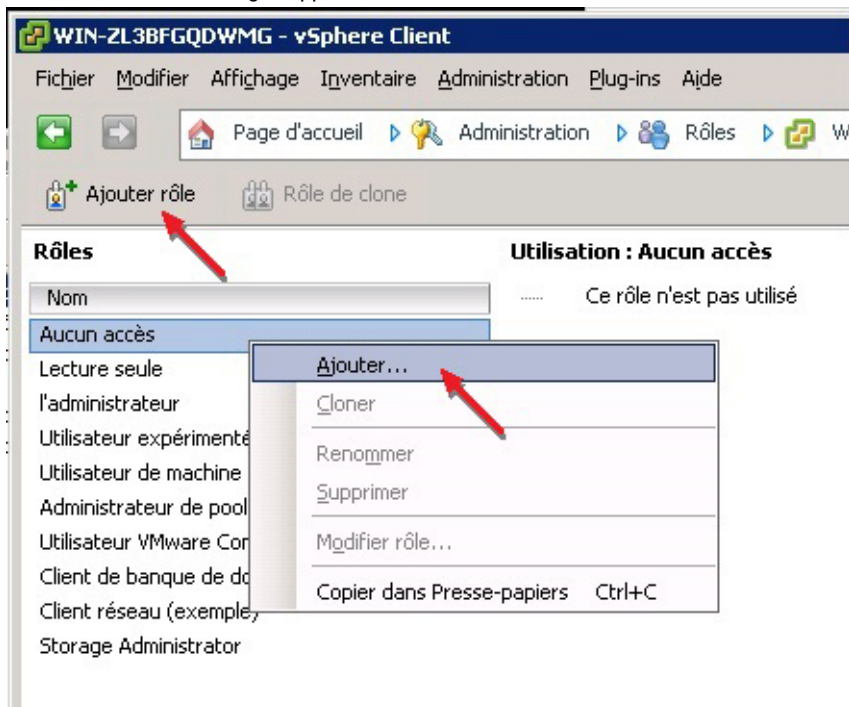 WIN-ZL3BFGQDWMG - vSphere Client
Fichier Modifier Affichage Inventaire Administration Plug-ins Aide
Page d'accueil Administration Rôles
Ajouter rôle Rôle de clone
Rôles Utilisation : Aucun accès
Nom Ce rôle n'est pas utilisé
Aucun accès
Ajouter...
Lecture seule
Cloner
l'administrateur
Utilisateur expérimenté
Renommer
Utilisateur de machine
Supprimer
Administrateur de pool
Utilisateur VMware
Modifier rôle...
Client de banque de
Copier dans Presse-papiers Ctrl+C
Client réseau (exemple)
Storage Administrator